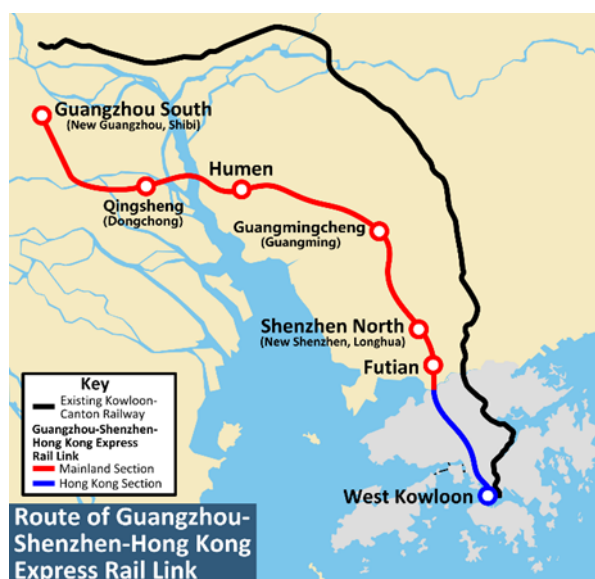 Guangzhou South
(New Guangzhou, Shibi)
Humen
Qingsheng
(Dongchong)
Guangmingcheng
(Guangming)
Shenzhen North
(New Shenzhen, Longhua)
Futian
West Kowloon
Key
Existing Kowloon-
Canton Railway
Guangzhou-Shenzhen-
Hong Kong Express
Rail Link
Mainland Section
Hong Kong Section
Route of Guangzhou-
Shenzhen-Hong Kong
Express Rail Link